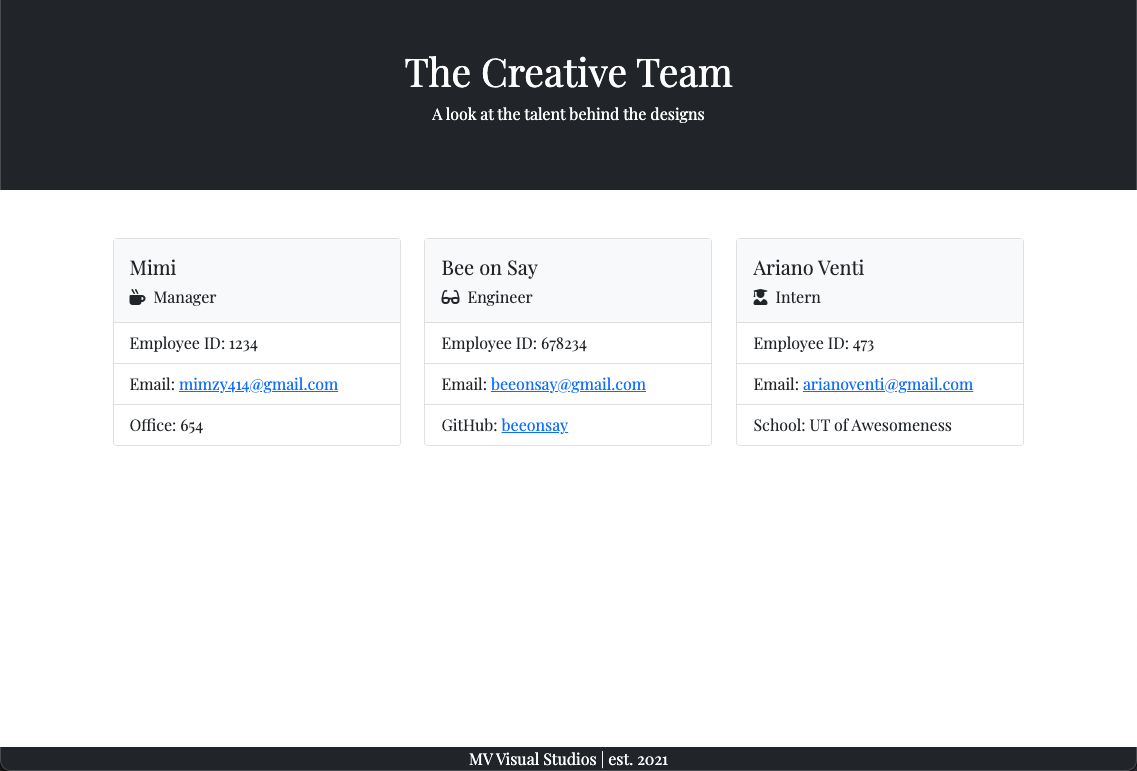 The Creative Team
A look at the talent behind the designs
Mimi
Manager
Employee ID: 1234
Email: mimzy414@gmail.com
Office: 654
Bee on Say
Engineer
Employee ID: 678234
Email: beeonsay@gmail.com
GitHub: beeonsay
Ariano Venti
Intern
Employee ID: 473
Email: arianoventi@gmail.com
School: UT of Awesomeness
MV Visual Studios | est. 2021